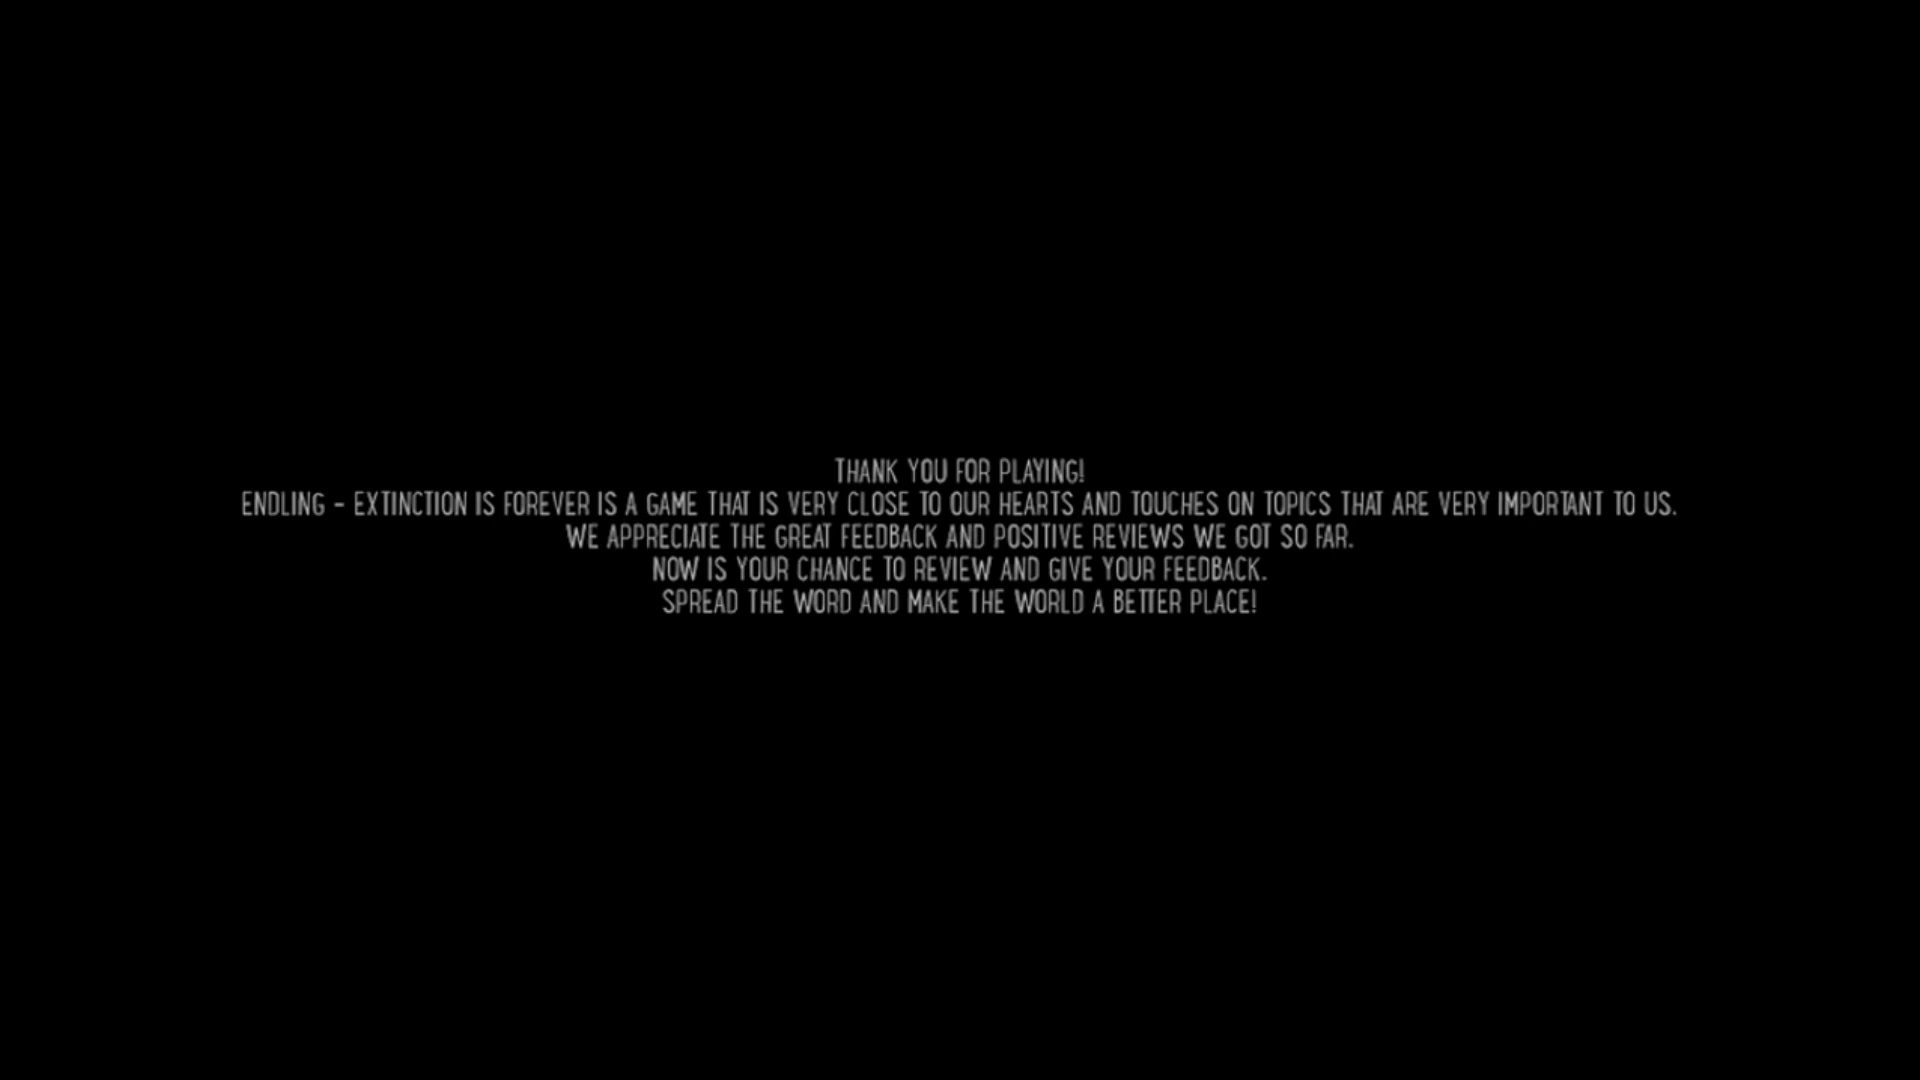 THANK YOU FOR PLAYING!
ENDLING - EXTINCTION IS FOREVER IS A GAME THAT IS VERY CLOSE TO OUR HEARTS AND TOUCHES ON TOPICS THAT ARE VERY IMPORTANT TO US.
WE APPRECIATE THE GREAT FEEDBACK AND POSITIVE REVIEWS WE GOT SO FAR.
NOW IS YOUR CHANCE TO REVIEW AND GIVE YOUR FEEDBACK.
SPREAD THE WORD AND MAKE THE WORLD A BETTER PLACE!